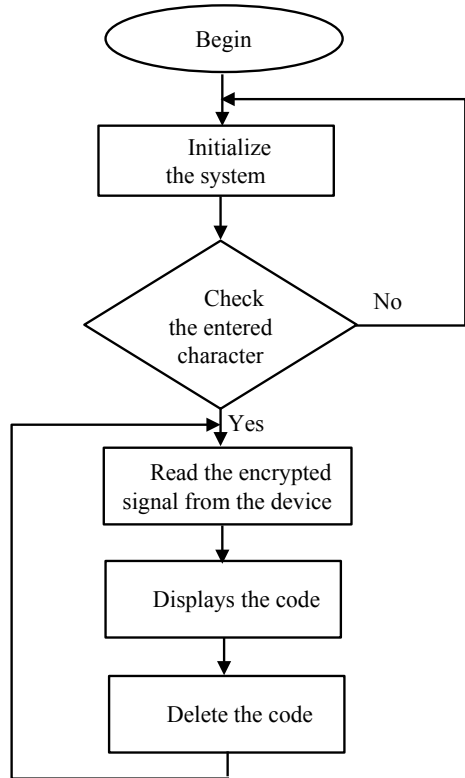 Begin
Initialize
the system
Check
the entered
character
No
Yes
Read the encrypted
signal from the device
Displays the code
Delete the code